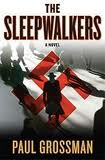 THE
SLEEPWALKERS
A NOVEL
PAUL GROSSMAN